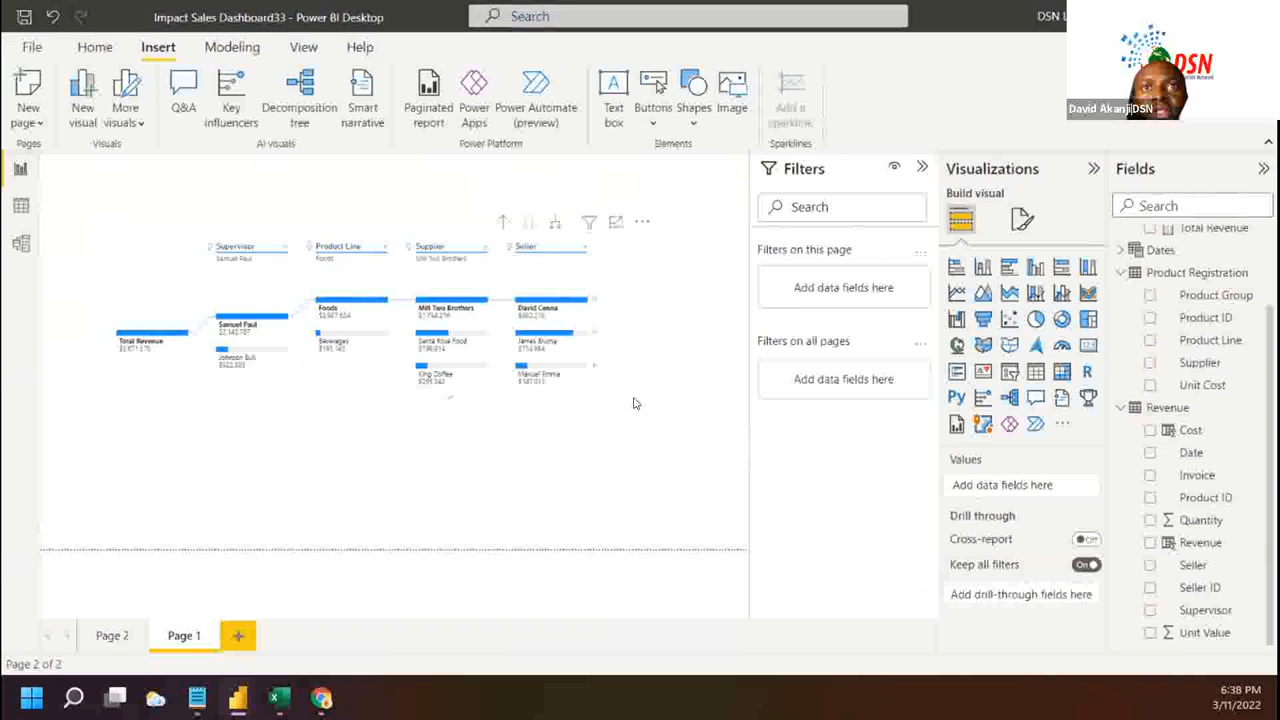 Impact Sales Dashboard33 - Power BI Desktop
Search
DSN
DSN
David Akanji|DSN
File
Home
Insert
Modeling
View
Help
New page
New visual
More visuals
Q&A
Key influencers
Decomposition tree
Smart narrative
Paginated report
Power Apps
Power Automate (preview)
Text box
Buttons
Shapes
Image
Add a sparkline
Pages
Visuals
AI visuals
Power Platform
Elements
Sparklines
Supervisor
Samuel Paul
Product Line
Foods
Supplier
Mill Two Brothers
Seller
Total Revenue
Samuel Paul
Johnson Bull
Foods
Beverages
Mill Two Brothers
Santa Rose Food
King Coffee
David Cenna
James Bruma
Manuel Emma
Filters
Search
Filters on this page
Add data fields here
Filters on all pages
Add data fields here
Visualizations
Build visual
Values
Add data fields here
Drill through
Cross-report
Off
Keep all filters
On
Add drill-through fields here
Fields
Search
Total Revenue
Dates
Product Registration
Product Group
Product ID
Product Line
Supplier
Unit Cost
Revenue
Cost
Date
Invoice
Product ID
Quantity
Revenue
Seller
Seller ID
Supervisor
Unit Value
Page 2
Page 1
Page 2 of 2
6:38 PM
3/11/2022